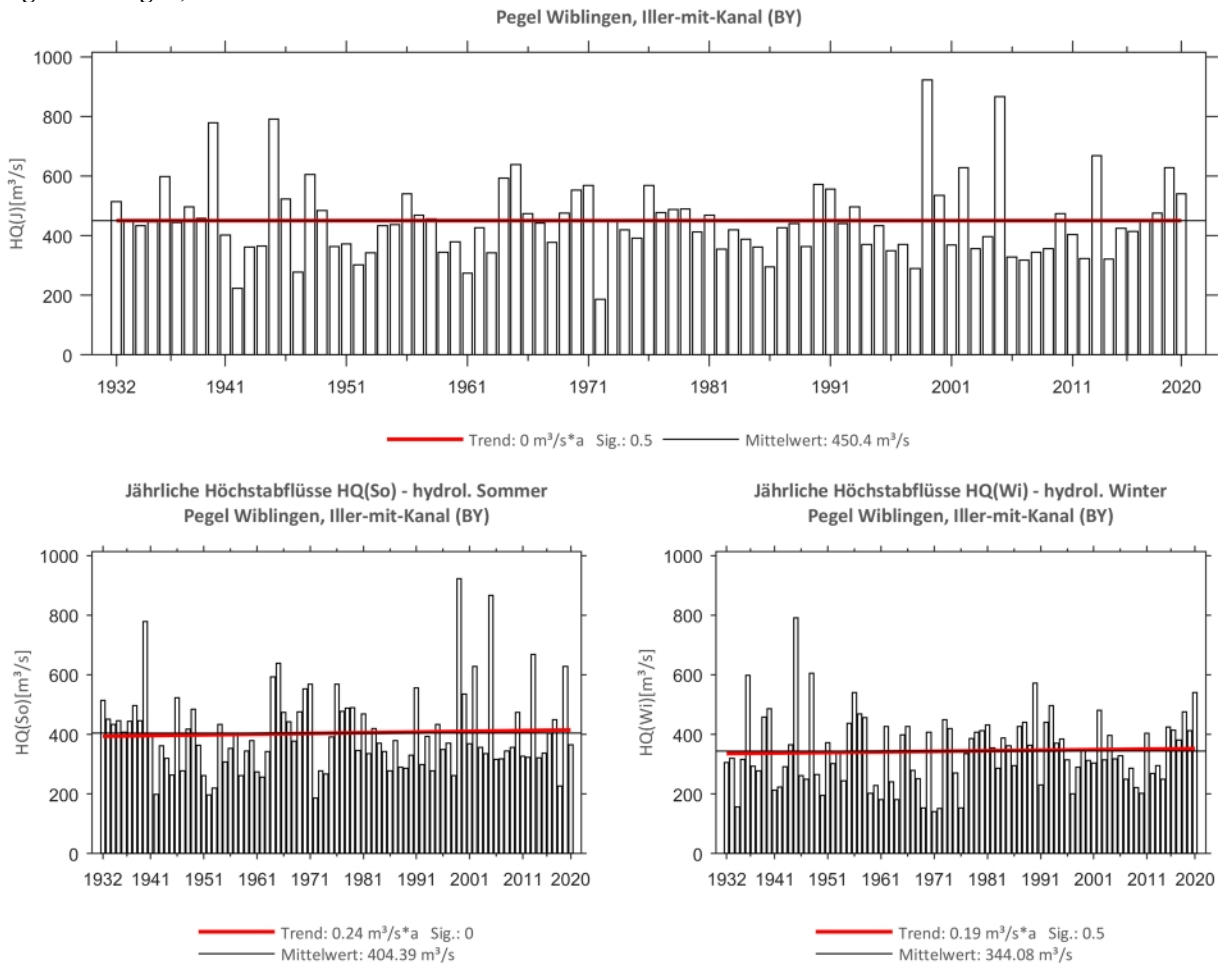 Pegel Wiblingen, Iller-mit-Kanal (BY)
HQ(J)[m³/s]
1000
800
600
400
200
0
1932 1941 1951 1961 1971 1981 1991 2001 2011 2020
Trend: 0 m³/s*a Sig.: 0.5 Mittelwert: 450.4 m³/s
Jährliche Höchstabflüsse HQ(So) - hydrol. Sommer
Pegel Wiblingen, Iller-mit-Kanal (BY)
HQ(So)[m³/s]
1000
800
600
400
200
0
1932 1941 1951 1961 1971 1981 1991 2001 2011 2020
Trend: 0.24 m³/s*a Sig.: 0
Mittelwert: 404.39 m³/s
Jährliche Höchstabflüsse HQ(Wi) - hydrol. Winter
Pegel Wiblingen, Iller-mit-Kanal (BY)
HQ(Wi)[m³/s]
1000
800
600
400
200
0
1932 1941 1951 1961 1971 1981 1991 2001 2011 2020
Trend: 0.19 m³/s*a Sig.: 0.5
Mittelwert: 344.08 m³/s